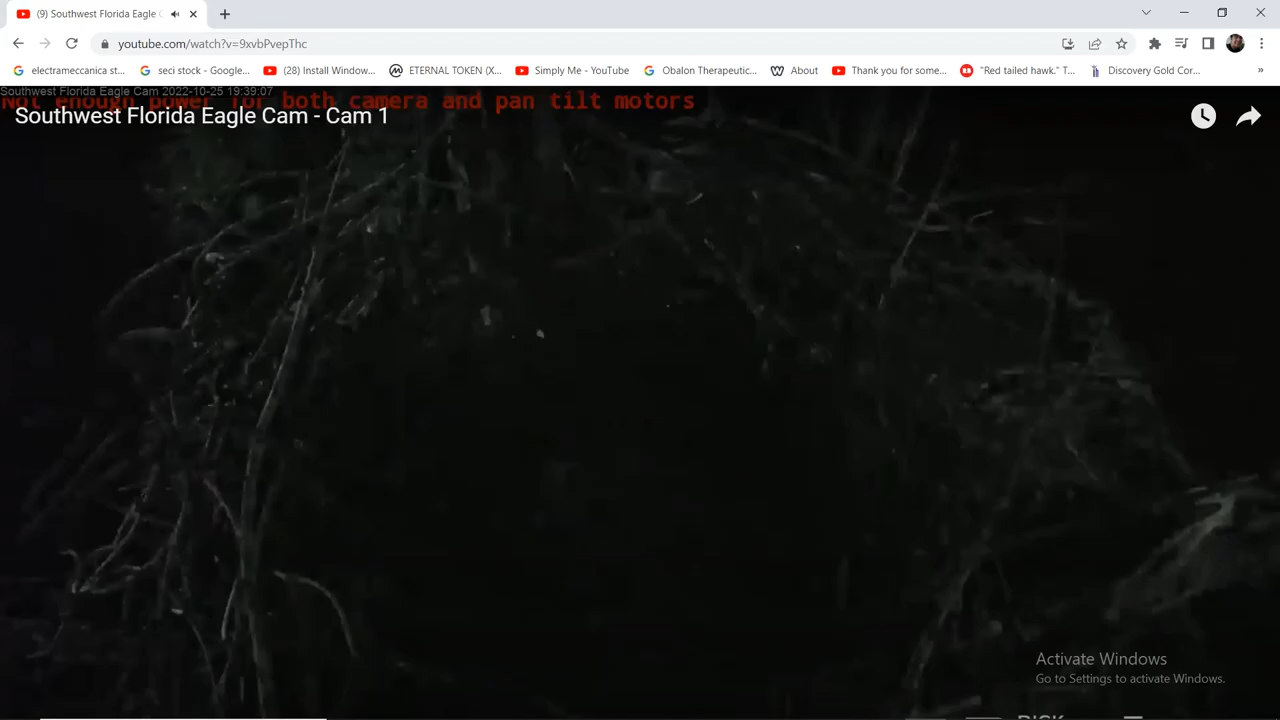 (9) Southwest Florida Eagle C
youtube.com/watch?v=9xvbPvepThc
electrameccanica st...
seci stock - Google...
(28) Install Window...
ETERNAL TOKEN (X...
Simply Me - YouTube
Obalon Therapeutic...
About
Thank you for some...
"Red tailed hawk." T...
Discovery Gold Cor...
»
Southwest Florida Eagle Cam 2022-10-25 19:39:07
Not enough power for both camera and pan tilt motors
Southwest Florida Eagle Cam - Cam 1
Activate Windows
Go to Settings to activate Windows.